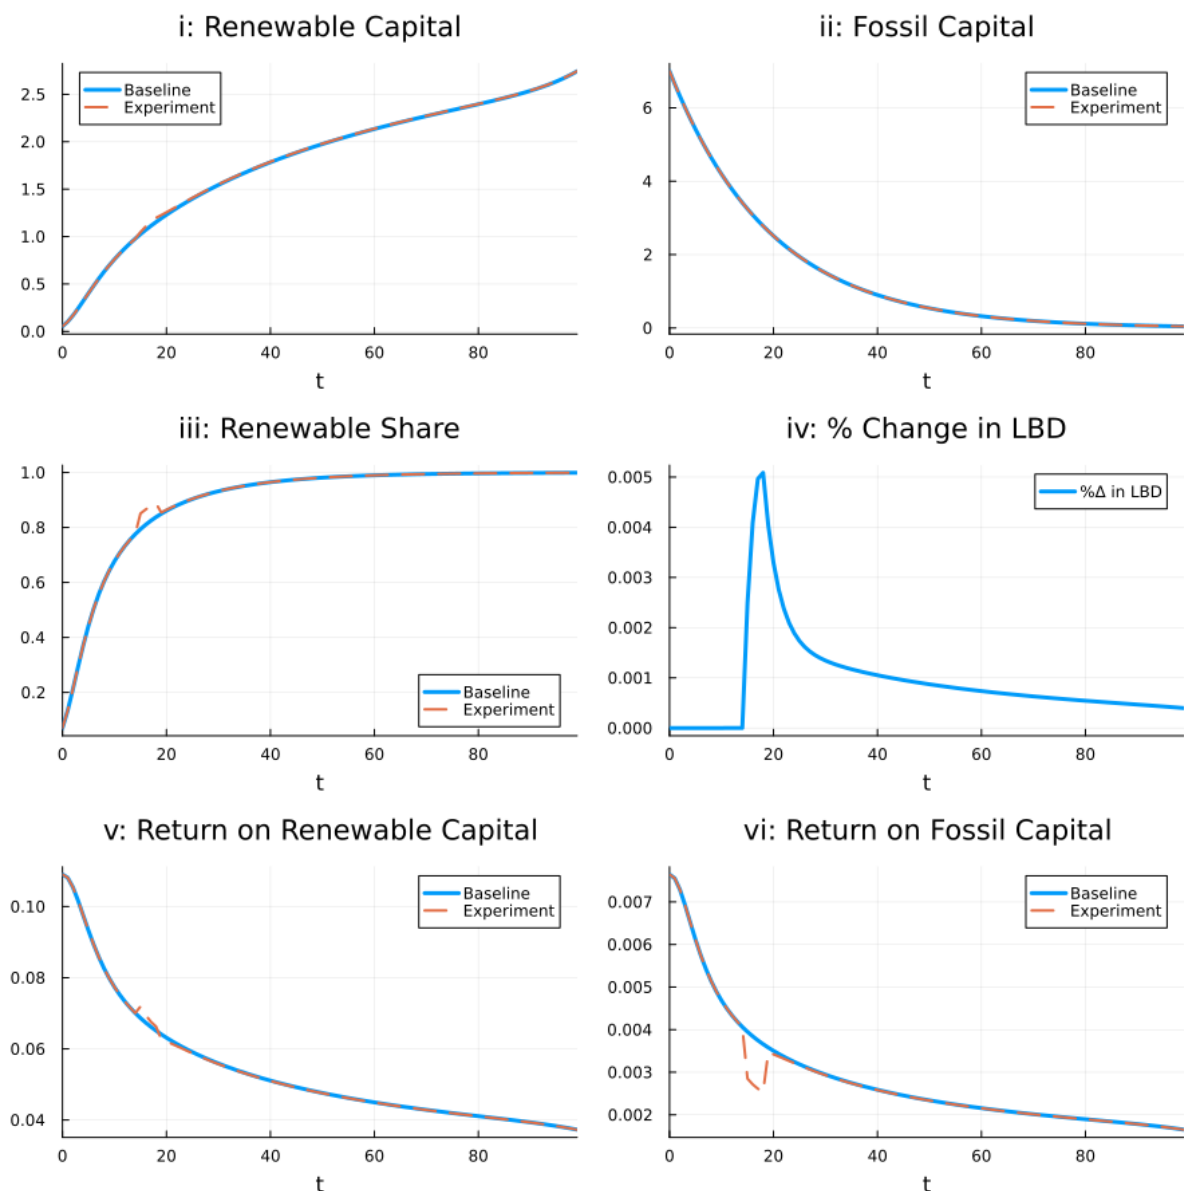 i: Renewable Capital
2.5
2.0
1.5
1.0
0.5
0.0
0
20
40
60
80
t
Baseline
Experiment
ii: Fossil Capital
6
4
2
0
0
20
40
60
80
t
Baseline
Experiment
iii: Renewable Share
1.0
0.8
0.6
0.4
0.2
0
20
40
60
80
t
Baseline
Experiment
iv: % Change in LBD
0.005
0.004
0.003
0.002
0.001
0.000
0
20
40
60
80
t
%Δ in LBD
v: Return on Renewable Capital
0.10
0.08
0.06
0.04
0
20
40
60
80
t
Baseline
Experiment
vi: Return on Fossil Capital
0.007
0.006
0.005
0.004
0.003
0.002
0
20
40
60
80
t
Baseline
Experiment